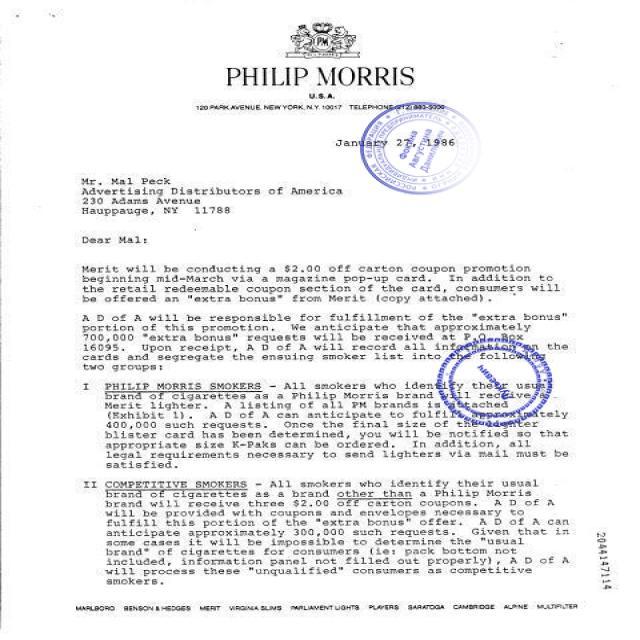 PM
PHILIP MORRIS
U.S.A.
120 PARK AVENUE, NEW YORK, N.Y. 10017 TELEPHONE (212) 880-5000
January 27, 1986
Mr. Mal Peck
Advertising Distributors of America
230 Adams Avenue
Hauppauge, NY 11788
Dear Mal:
Merit will be conducting a $2.00 off carton coupon promotion
beginning mid-March via a magazine pop-up card. In addition to
the retail redeemable coupon section of the card, consumers will
be offered an "extra bonus" from Merit (copy attached).
A D of A will be responsible for fulfillment of the "extra bonus"
portion of this promotion. We anticipate that approximately
700,000 "extra bonus" requests will be received at P.O. Box
16095. Upon receipt, A D of A will record all information on the
cards and segregate the ensuing smoker list into the following
two groups:
I PHILIP MORRIS SMOKERS - All smokers who identify their usual
brand of cigarettes as a Philip Morris brand will receive a
Merit lighter. A listing of all PM brands is attached
(Exhibit 1). A D of A can anticipate to fulfill approximately
400,000 such requests. Once the final size of the lighter
blister card has been determined, you will be notified so that
appropriate size K-Paks can be ordered. In addition, all
legal requirements necessary to send lighters via mail must be
satisfied.
II COMPETITIVE SMOKERS - All smokers who identify their usual
brand of cigarettes as a brand other than a Philip Morris
brand will receive three $2.00 off carton coupons. A D of A
will be provided with coupons and envelopes necessary to
fulfill this portion of the "extra bonus" offer. A D of A can
anticipate approximately 300,000 such requests. Given that in
some cases it will be impossible to determine the "usual
brand" of cigarettes for consumers (ie: pack bottom not
included, information panel not filled out properly), A D of A
will process these "unqualified" consumers as competitive
smokers.
MARLBORO BENSON & HEDGES MERIT VIRGINIA SLIMS PARLIAMENT LIGHTS PLAYERS SARATOGA CAMBRIDGE ALPINE MULTIFILTER
2044147114
РОССИЙСКАЯ ФЕДЕРАЦИЯ
ИНДИВИДУАЛЬНЫЙ ПРЕДПРИНИМАТЕЛЬ
Августина